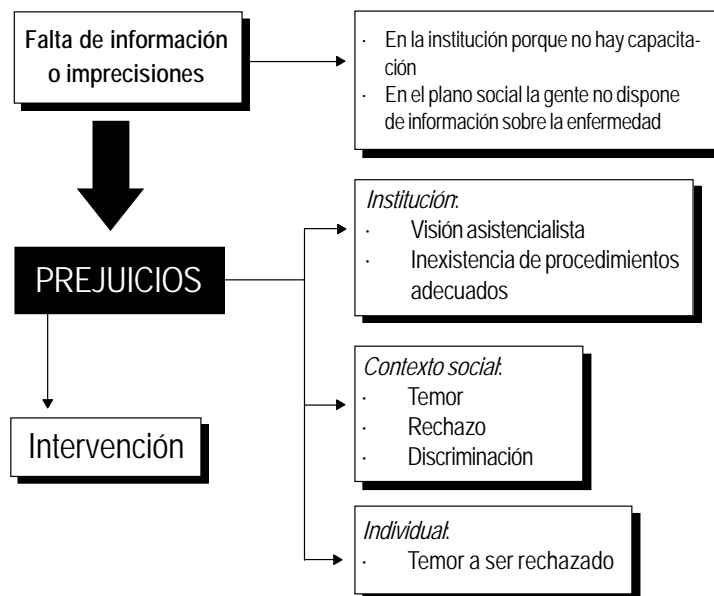 Falta de información
o imprecisiones
· En la institución porque no hay capacita-
ción
· En el plano social la gente no dispone
de información sobre la enfermedad
PREJUICIOS
Institución:
· Visión asistencialista
· Inexistencia de procedimientos
adecuados
Contexto social:
· Temor
· Rechazo
· Discriminación
Intervención
Individual:
· Temor a ser rechazado